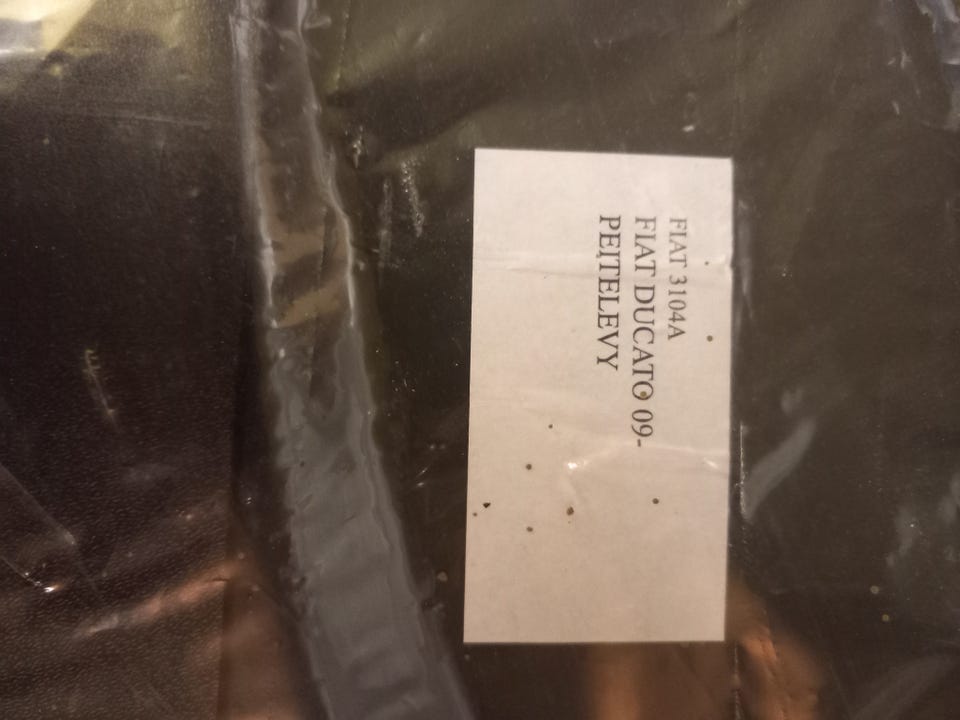 FIAT 3104A
FIAT DUCATO 09-
PEITELEVY